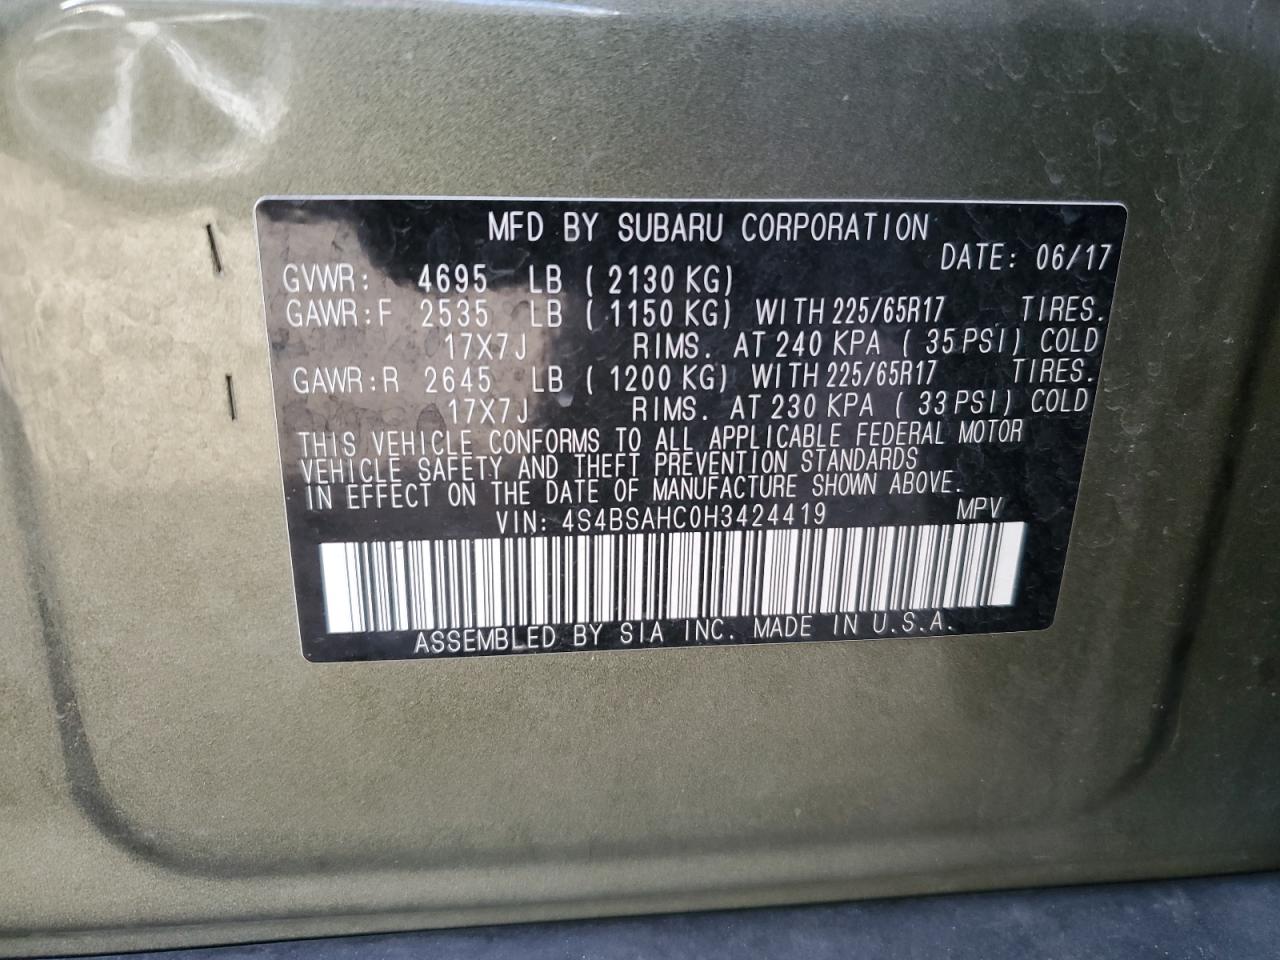 MFD BY SUBARU CORPORATION
DATE: 06/17
GVWR: 4695 LB ( 2130 KG)
GAWR:F 2535 LB ( 1150 KG) WITH 225/65R17 TIRES.
17X7J RIMS. AT 240 KPA ( 35 PSI) COLD
GAWR:R 2645 LB ( 1200 KG) WITH 225/65R17 TIRES.
17X7J RIMS. AT 230 KPA ( 33 PSI) COLD
THIS VEHICLE CONFORMS TO ALL APPLICABLE FEDERAL MOTOR
VEHICLE SAFETY AND THEFT PREVENTION STANDARDS
IN EFFECT ON THE DATE OF MANUFACTURE SHOWN ABOVE.
VIN: 4S4BSAHC0H3424419 MPV
ASSEMBLED BY SIA INC. MADE IN U.S.A.